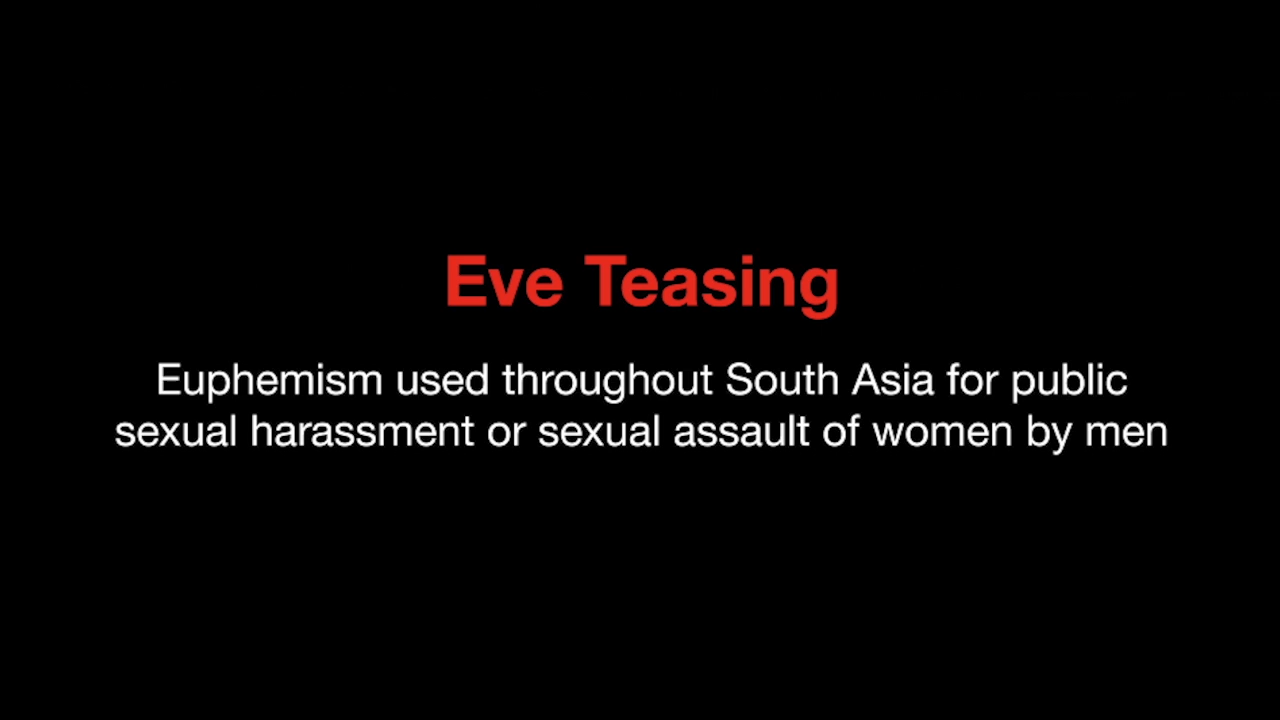 Eve Teasing
Euphemism used throughout South Asia for public
sexual harassment or sexual assault of women by men